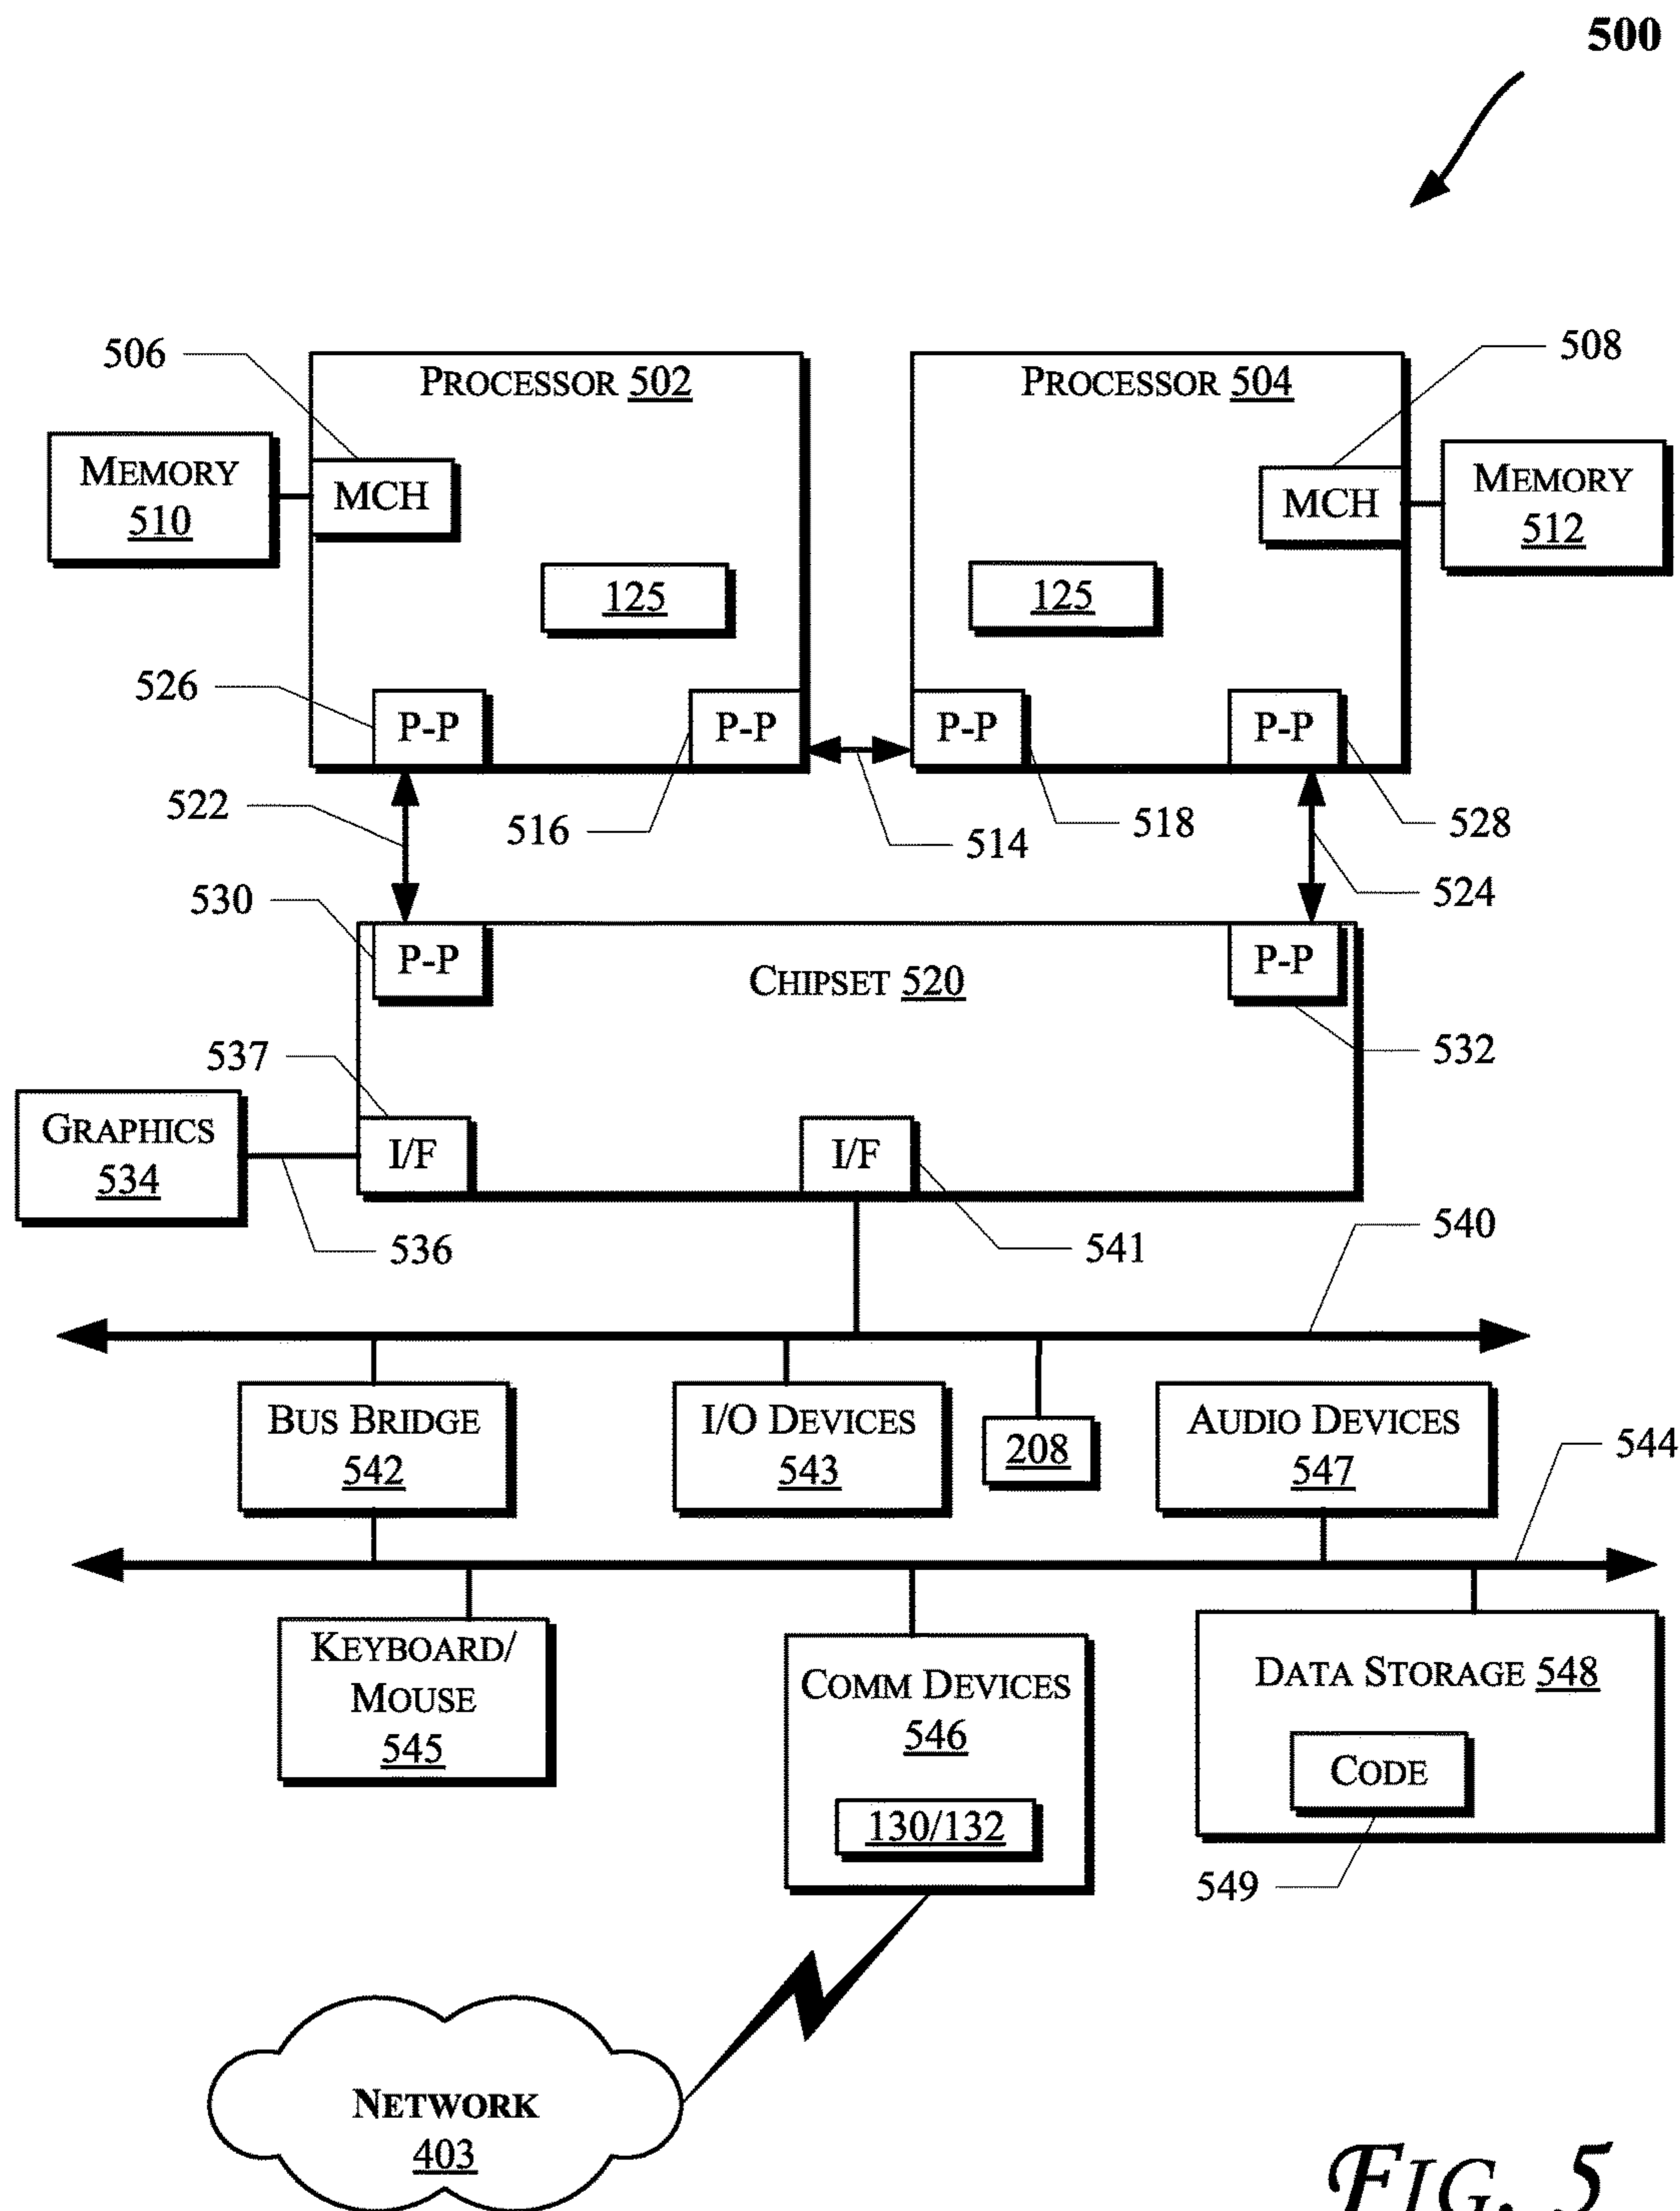 500
506
PROCESSOR 502
PROCESSOR 504
508
MEMORY
510
MCH
MCH
MEMORY
512
125
125
526
P-P
P-P
P-P
P-P
522
516
514
518
528
530
524
P-P
CHIPSET 520
P-P
537
532
GRAPHICS
534
I/F
I/F
536
541
540
BUS BRIDGE
542
I/O DEVICES
543
208
AUDIO DEVICES
547
544
KEYBOARD/
MOUSE
545
COMM DEVICES
546
130/132
DATA STORAGE 548
CODE
549
NETWORK
403
FIG. 5